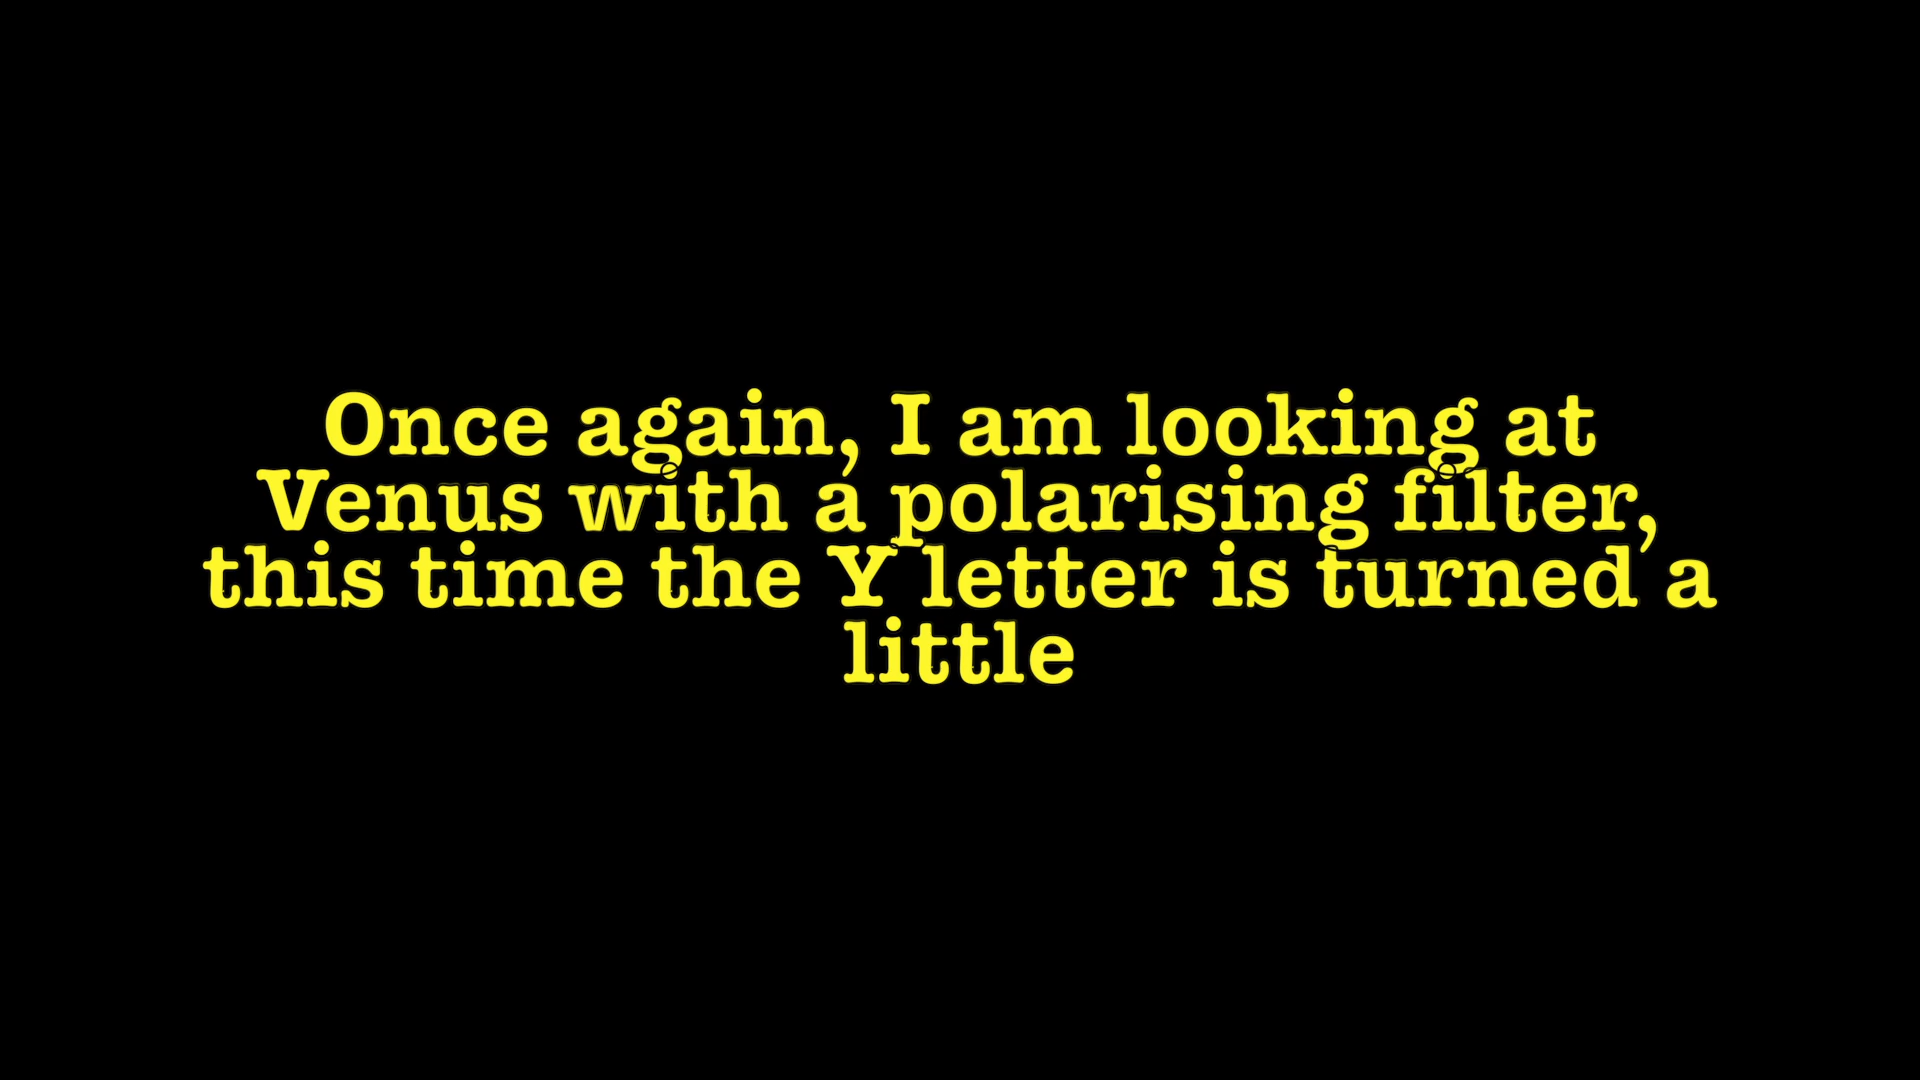 Once again, I am looking at
Venus with a polarising filter,
this time the Y letter is turned a
little